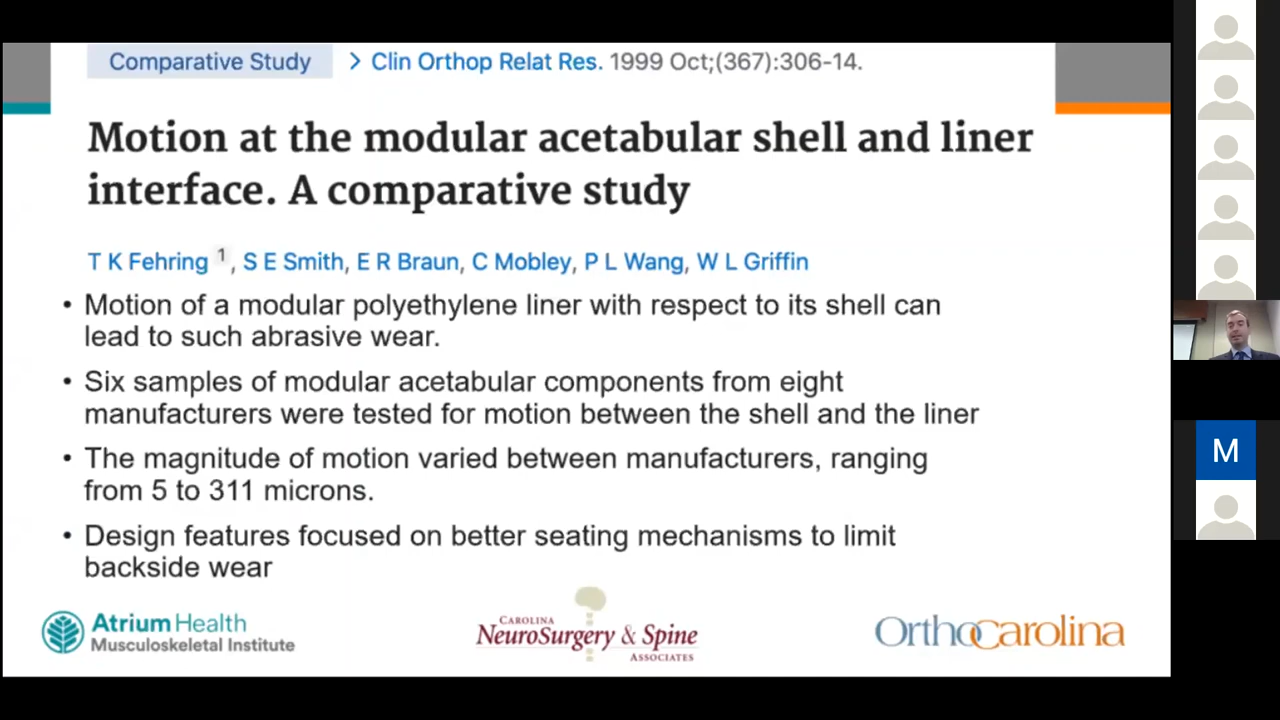 Comparative Study > Clin Orthop Relat Res. 1999 Oct;(367):306-14.
Motion at the modular acetabular shell and liner
interface. A comparative study
T K Fehring 1, S E Smith, E R Braun, C Mobley, P L Wang, W L Griffin
• Motion of a modular polyethylene liner with respect to its shell can
lead to such abrasive wear.
• Six samples of modular acetabular components from eight
manufacturers were tested for motion between the shell and the liner
• The magnitude of motion varied between manufacturers, ranging
from 5 to 311 microns.
• Design features focused on better seating mechanisms to limit
backside wear
Atrium Health
Musculoskeletal Institute
CAROLINA
NEUROSURGERY & SPINE
ASSOCIATES
OrthoCarolina
M